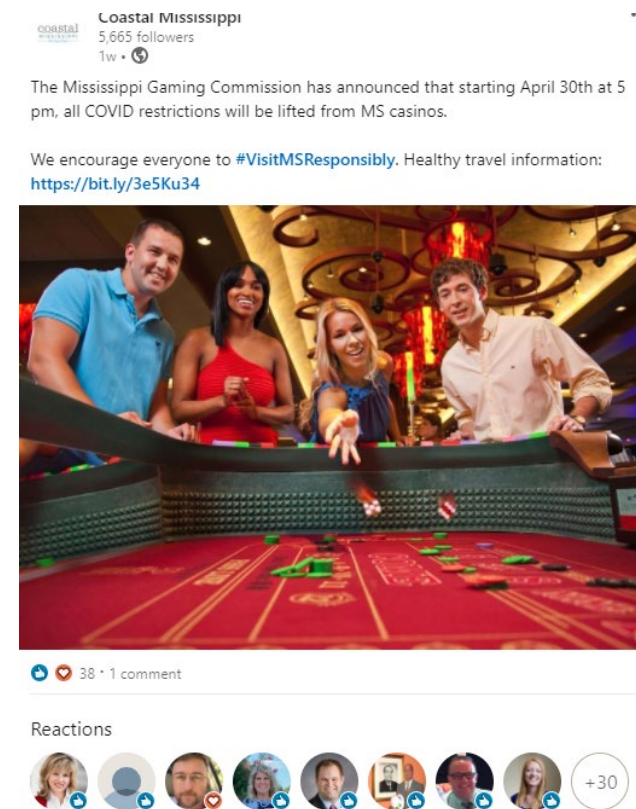 coastal
Coastal Mississippi
5,665 followers
1w •
The Mississippi Gaming Commission has announced that starting April 30th at 5
pm, all COVID restrictions will be lifted from MS casinos.
We encourage everyone to #VisitMSResponsibly. Healthy travel information:
https://bit.ly/3e5Ku34
38 · 1 comment
Reactions
+30